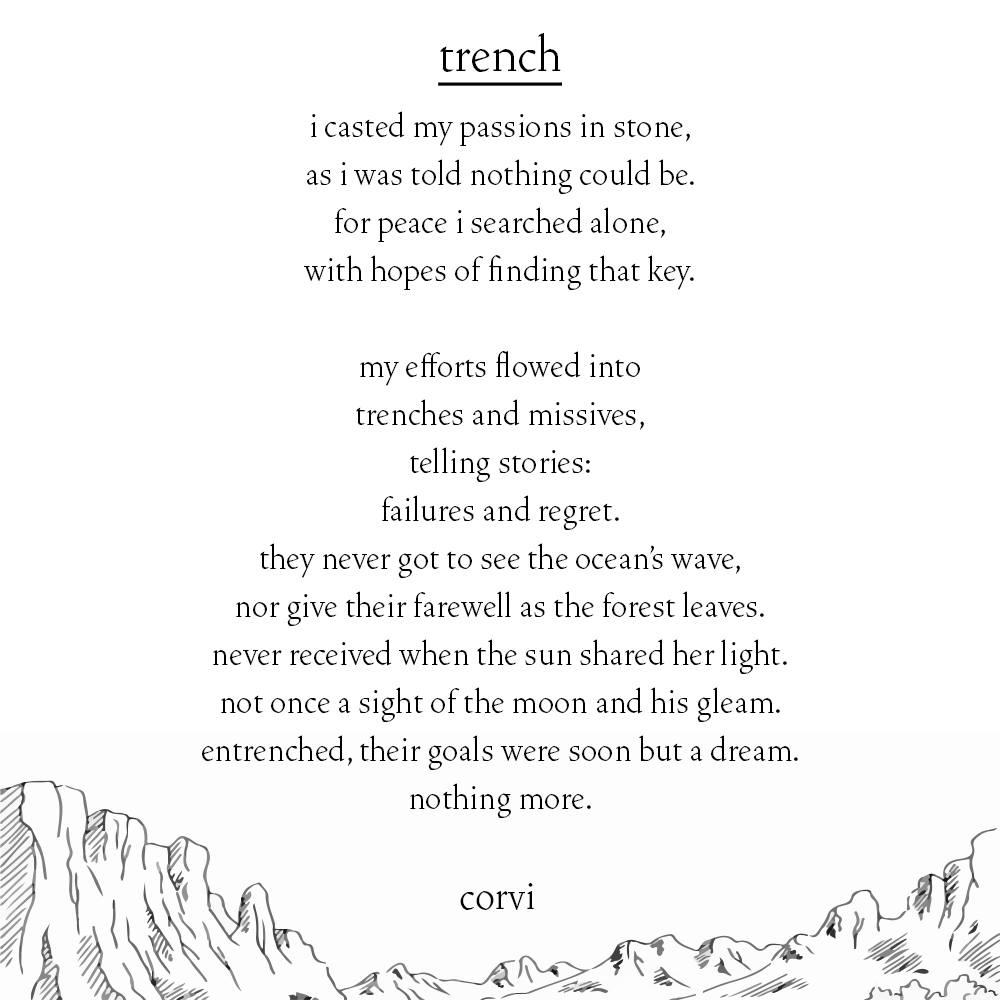 trench
i casted my passions in stone,
as i was told nothing could be.
for peace i searched alone,
with hopes of finding that key.
my efforts flowed into
trenches and missives,
telling stories:
failures and regret.
they never got to see the ocean’s wave,
nor give their farewell as the forest leaves.
never received when the sun shared her light.
not once a sight of the moon and his gleam.
entrenched, their goals were soon but a dream.
nothing more.
corvi